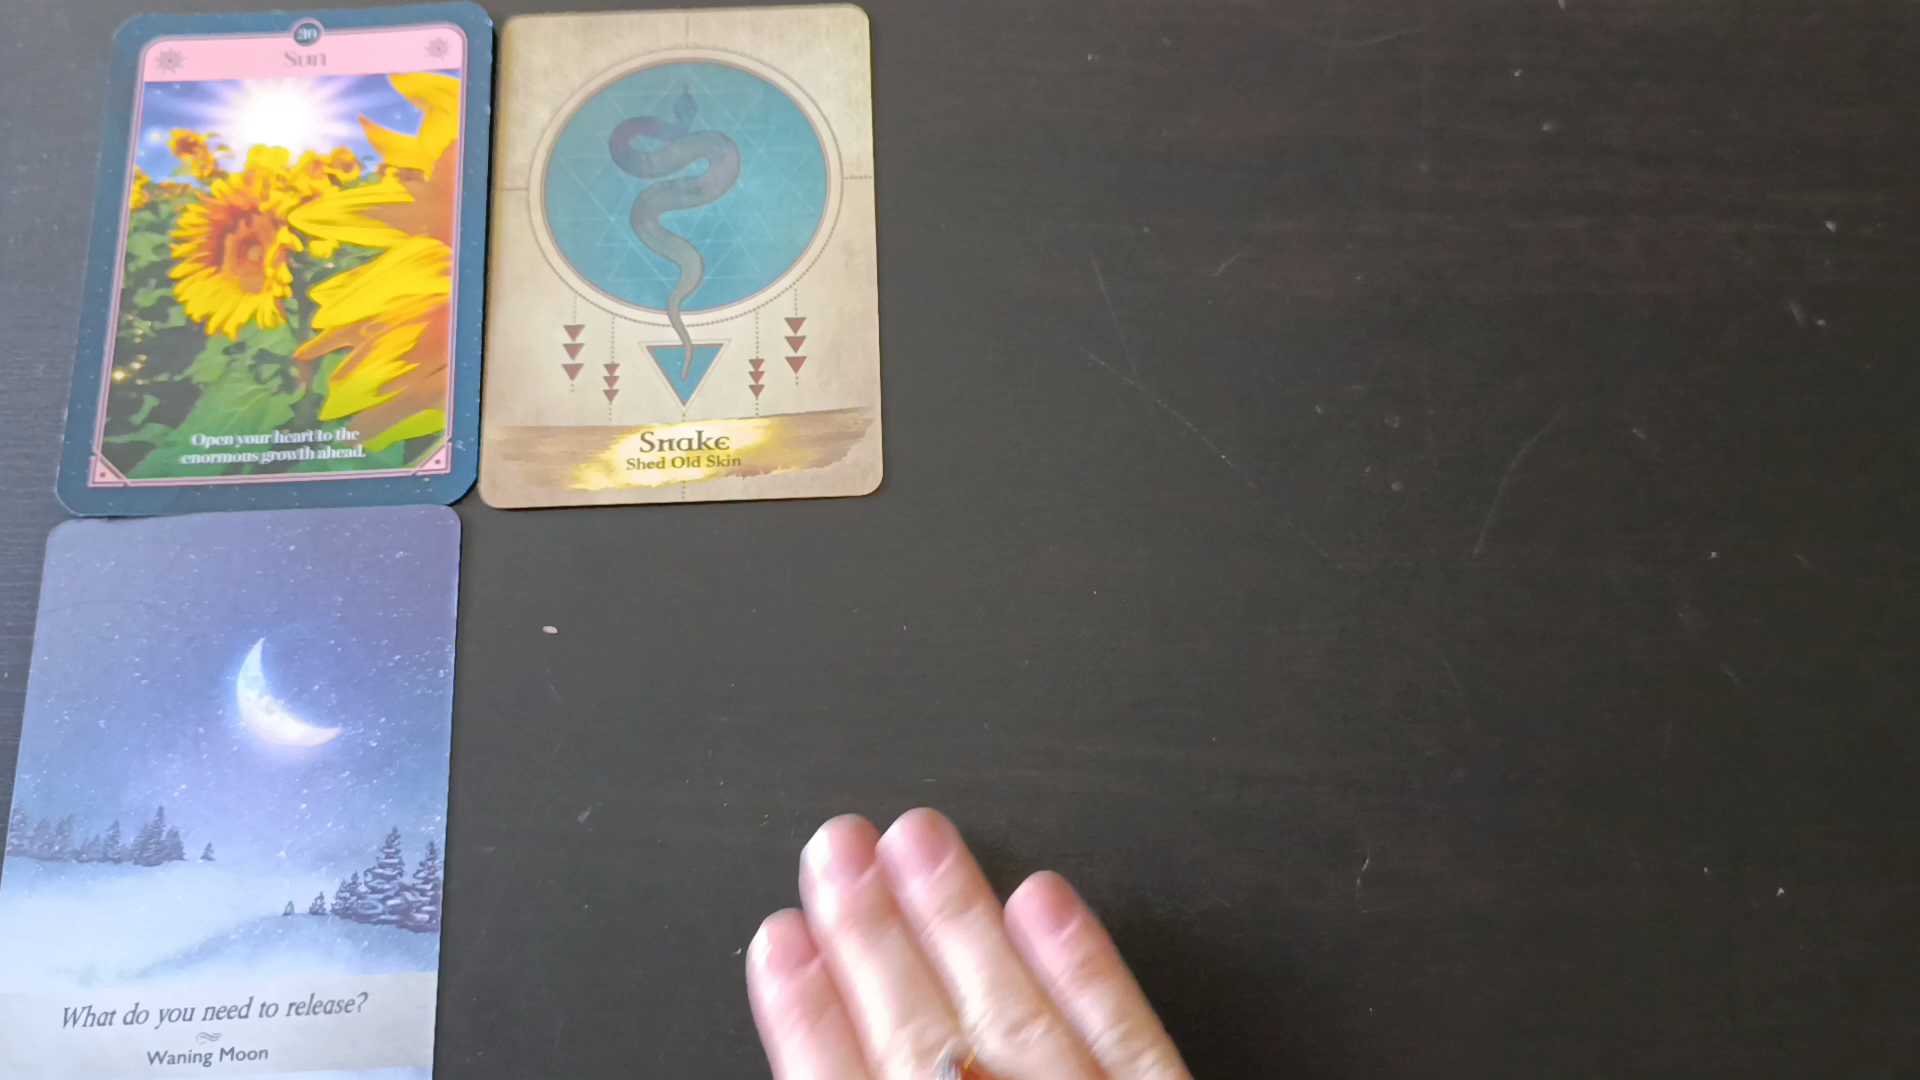 30
Sun
Open your heart to the
enormous growth ahead.
Snake
Shed Old Skin
What do you need to release?
Waning Moon